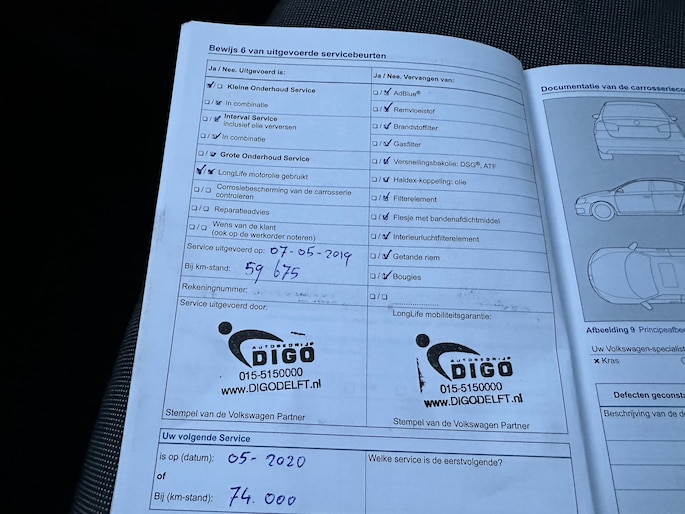 Bewijs 6 van uitgevoerde servicebeurten
Ja / Nee. Uitgevoerd is:
Kleine Onderhoud Service
In combinatie
Interval Service
Inclusief olie verversen
In combinatie
Grote Onderhoud Service
LongLife motorolie gebruikt
Corrosiebescherming van de carrosserie
controleren
Reparatieadvies
Wens van de klant
(ook op de werkorder noteren)
Service uitgevoerd op: 07-05-2019
Bij km-stand: 59 675
Rekeningnummer:
Service uitgevoerd door:
AUTOBEDRIJF
DIGO
015-5150000
www.DIGODELFT.nl
Stempel van de Volkswagen Partner
Ja / Nee. Vervangen van:
AdBlue®
Remvloeistof
Brandstoffilter
Gasfilter
Versnellingsbakolie: DSG®, ATF
Haldex-koppeling: olie
Filterelement
Flesje met bandenafdichtmiddel
Interieurluchtfilterelement
Getande riem
Bougies
LongLife mobiliteitsgarantie:
AUTOBEDRIJF
DIGO
015-5150000
www.DIGODELFT.nl
Stempel van de Volkswagen Partner
Uw volgende Service
is op (datum): 05-2020
of
Bij (km-stand): 74.000
Welke service is de eerstvolgende?
Documentatie van de
Afbeelding 9
Uw
Kras
Beschrijving van de